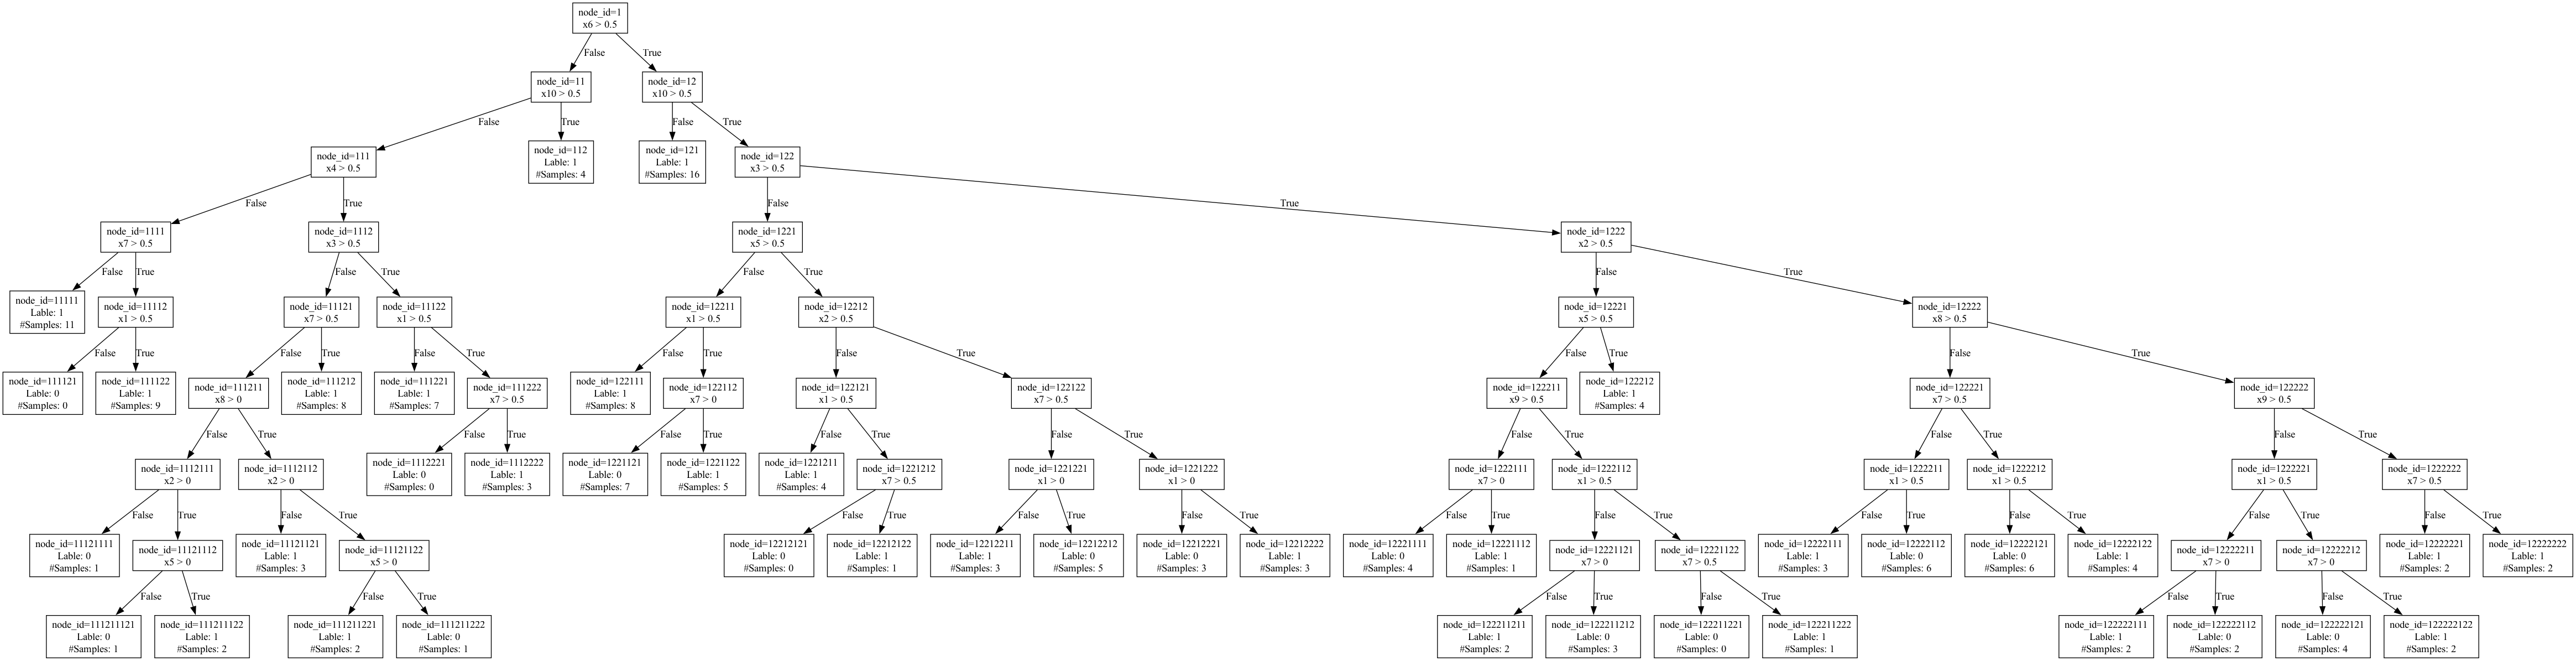 node_id=1
x6 > 0.5
False
True
node_id=11
x10 > 0.5
node_id=12
x10 > 0.5
False
True
False
True
node_id=111
x4 > 0.5
node_id=112
Lable: 1
#Samples: 4
node_id=121
Lable: 1
#Samples: 16
node_id=122
x3 > 0.5
False
True
False
True
node_id=1111
x7 > 0.5
node_id=1112
x3 > 0.5
node_id=1221
x5 > 0.5
node_id=1222
x2 > 0.5
False
True
False
True
False
True
False
True
node_id=11111
Lable: 1
#Samples: 11
node_id=11112
x1 > 0.5
node_id=11121
x7 > 0.5
node_id=11122
x1 > 0.5
node_id=12211
x1 > 0.5
node_id=12212
x2 > 0.5
node_id=12221
x5 > 0.5
node_id=12222
x8 > 0.5
False
True
False
True
False
True
False
True
False
True
False
True
False
True
node_id=111121
Lable: 0
#Samples: 0
node_id=111122
Lable: 1
#Samples: 9
node_id=111211
x8 > 0
node_id=111212
Lable: 1
#Samples: 8
node_id=111221
Lable: 1
#Samples: 7
node_id=111222
x7 > 0.5
node_id=122111
Lable: 1
#Samples: 8
node_id=122112
x7 > 0
node_id=122121
x1 > 0.5
node_id=122122
x7 > 0.5
node_id=122211
x9 > 0.5
node_id=122212
Lable: 1
#Samples: 4
node_id=122221
x7 > 0.5
node_id=122222
x9 > 0.5
False
True
False
True
False
True
False
True
False
True
False
True
False
True
False
True
node_id=1112111
x2 > 0
node_id=1112112
x2 > 0
node_id=1112221
Lable: 0
#Samples: 0
node_id=1112222
Lable: 1
#Samples: 3
node_id=1221121
Lable: 0
#Samples: 7
node_id=1221122
Lable: 1
#Samples: 5
node_id=1221211
Lable: 1
#Samples: 4
node_id=1221212
x7 > 0.5
node_id=1221221
x1 > 0
node_id=1221222
x1 > 0
node_id=1222111
x7 > 0
node_id=1222112
x1 > 0.5
node_id=1222211
x1 > 0.5
node_id=1222212
x1 > 0.5
node_id=1222221
x1 > 0.5
node_id=1222222
x7 > 0.5
False
True
False
True
False
True
False
True
False
True
False
True
False
True
False
True
False
True
False
True
False
True
node_id=11121111
Lable: 0
#Samples: 1
node_id=11121112
x5 > 0
node_id=11121121
Lable: 1
#Samples: 3
node_id=11121122
x5 > 0
node_id=12212121
Lable: 0
#Samples: 0
node_id=12212122
Lable: 1
#Samples: 1
node_id=12212211
Lable: 1
#Samples: 3
node_id=12212212
Lable: 0
#Samples: 5
node_id=12212221
Lable: 0
#Samples: 3
node_id=12212222
Lable: 1
#Samples: 3
node_id=12221111
Lable: 0
#Samples: 4
node_id=12221112
Lable: 1
#Samples: 1
node_id=12221121
x7 > 0
node_id=12221122
x7 > 0.5
node_id=12222111
Lable: 1
#Samples: 3
node_id=12222112
Lable: 0
#Samples: 6
node_id=12222121
Lable: 0
#Samples: 6
node_id=12222122
Lable: 1
#Samples: 4
node_id=12222211
x7 > 0
node_id=12222212
x7 > 0
node_id=12222221
Lable: 1
#Samples: 2
node_id=12222222
Lable: 1
#Samples: 2
False
True
False
True
False
True
False
True
False
True
False
True
node_id=111211121
Lable: 0
#Samples: 1
node_id=111211122
Lable: 1
#Samples: 2
node_id=111211221
Lable: 1
#Samples: 2
node_id=111211222
Lable: 0
#Samples: 1
node_id=122211211
Lable: 1
#Samples: 2
node_id=122211212
Lable: 0
#Samples: 3
node_id=122211221
Lable: 0
#Samples: 0
node_id=122211222
Lable: 1
#Samples: 1
node_id=122222111
Lable: 1
#Samples: 2
node_id=122222112
Lable: 0
#Samples: 2
node_id=122222121
Lable: 0
#Samples: 4
node_id=122222122
Lable: 1
#Samples: 2